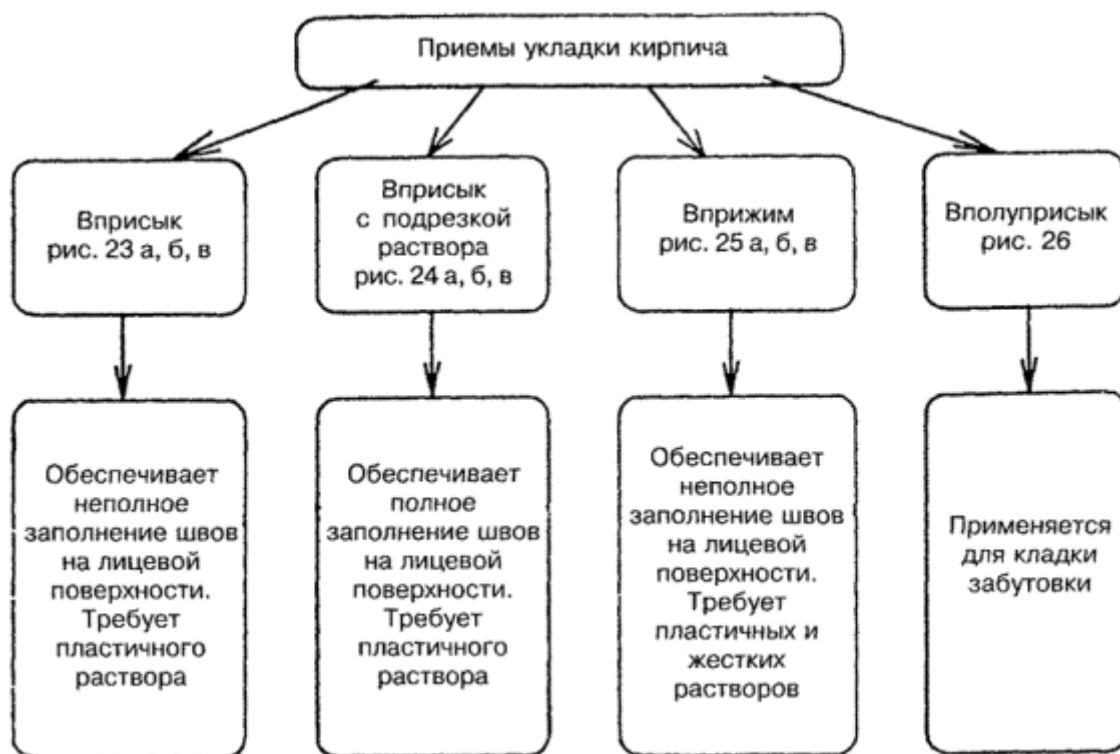 Приемы укладки кирпича
Вприсык
рис. 23 а, б, в
Вприсык
с подрезкой
раствора
рис. 24 а, б, в
Вприжим
рис. 25 а, б, в
Вполуприсык
рис. 26
Обеспечивает
неполное
заполнение швов
на лицевой
поверхности.
Требует
пластичного
раствора
Обеспечивает
полное
заполнение швов
на лицевой
поверхности.
Требует
пластичного
раствора
Обеспечивает
неполное
заполнение швов
на лицевой
поверхности.
Требует
пластичных и
жестких
растворов
Применяется
для кладки
забутовки